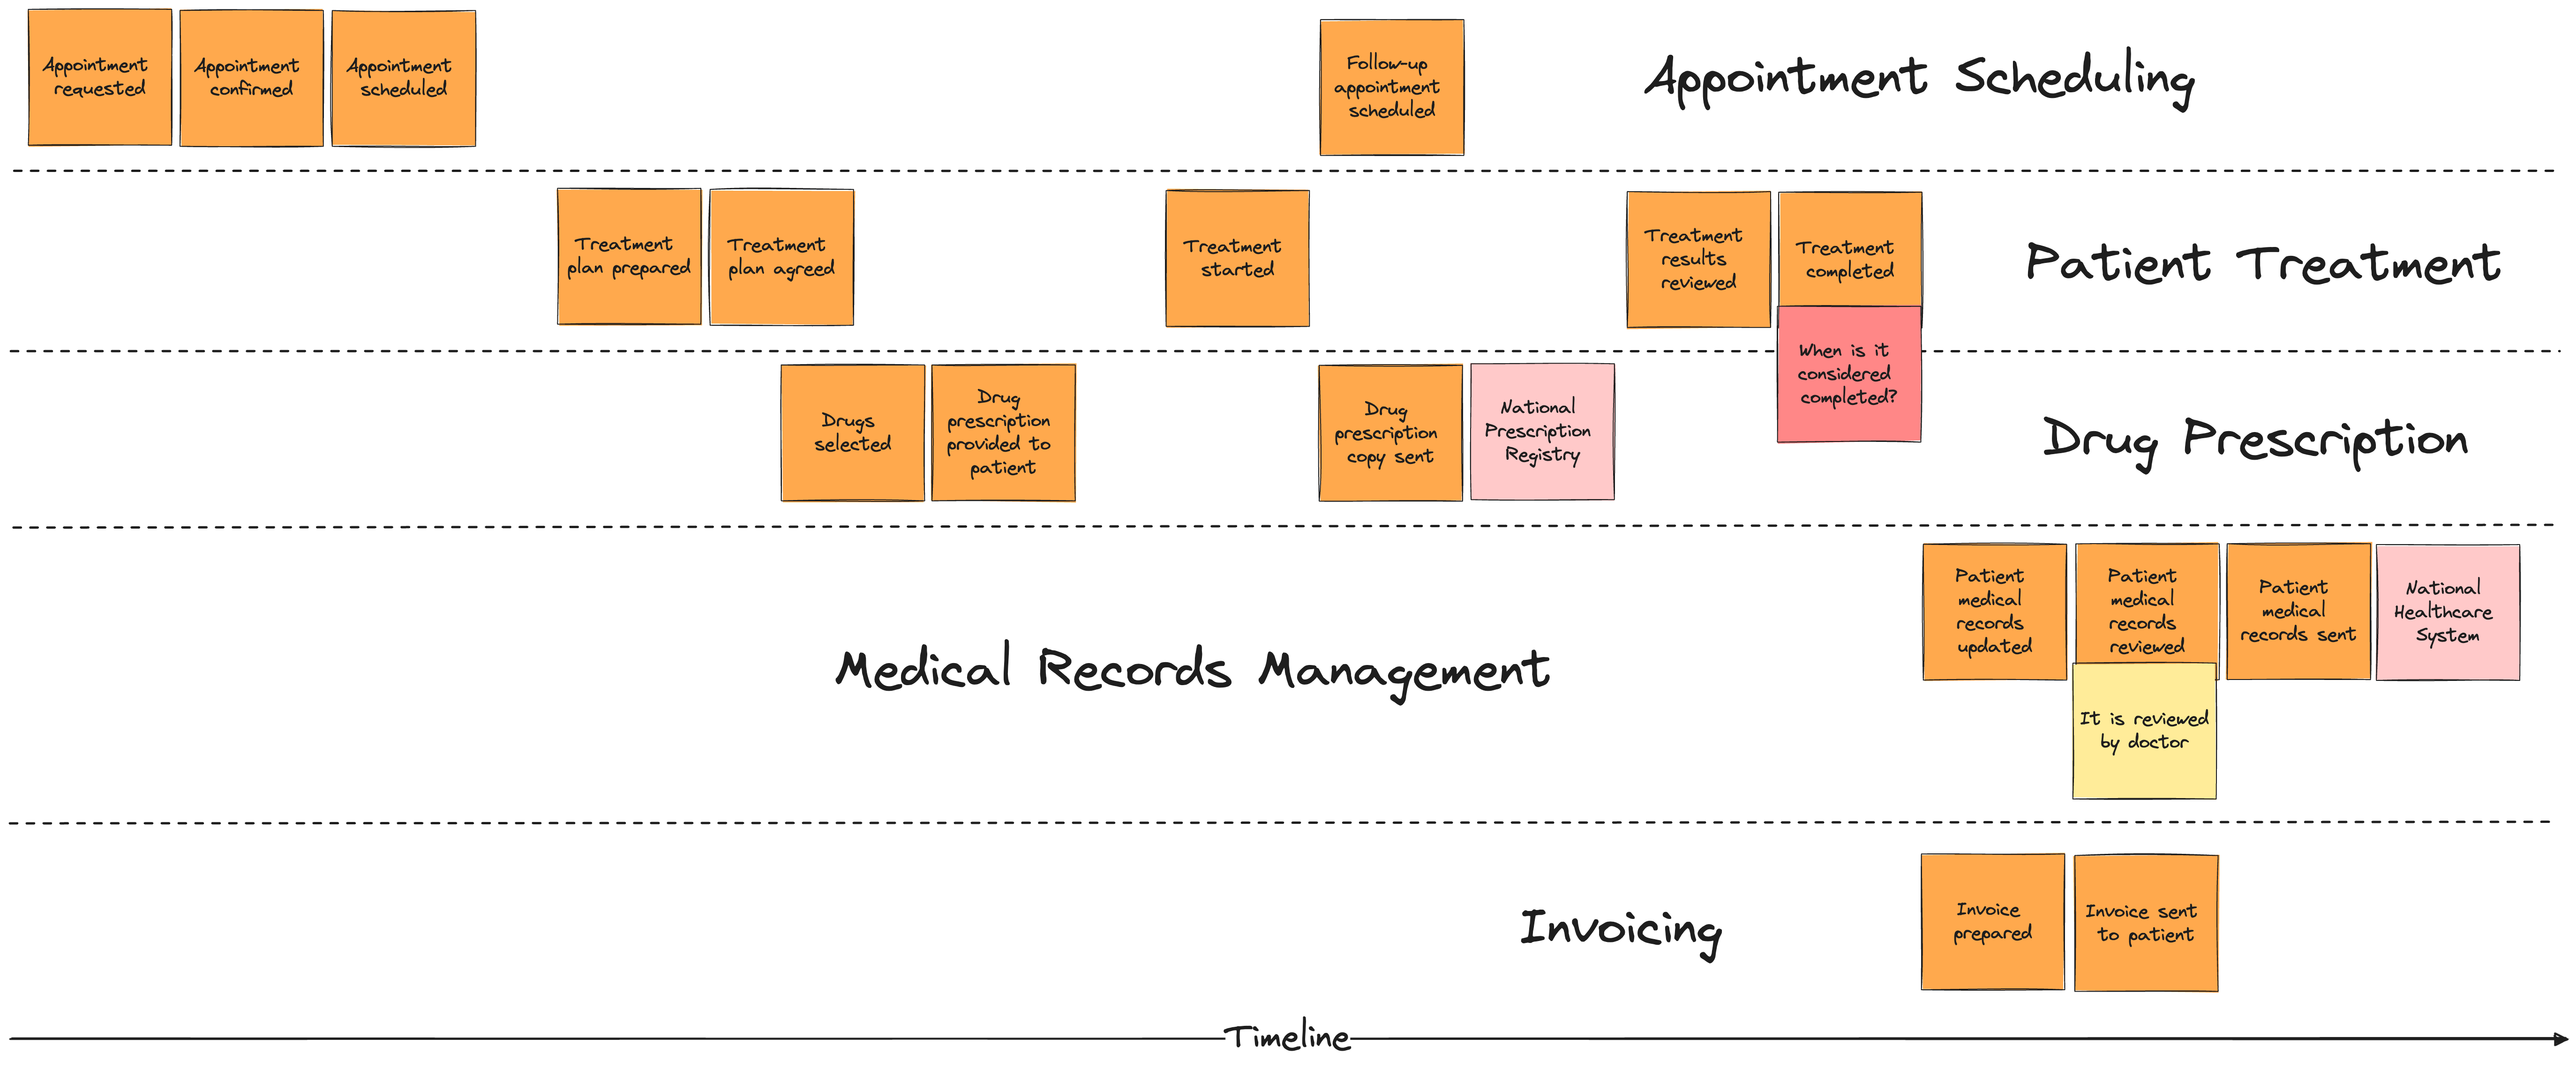 Appointment
requested
Appointment
confirmed
Appointment
scheduled
Follow-up
appointment
scheduled
Appointment Scheduling
Treatment
plan prepared
Treatment
plan agreed
Treatment
started
Treatment
results
reviewed
Treatment
completed
Patient Treatment
When is it
considered
completed?
Drugs
selected
Drug
prescription
provided to
patient
Drug
prescription
copy sent
National
Prescription
Registry
Drug Prescription
Patient
medical
records
updated
Patient
medical
records
reviewed
Patient
medical
records sent
National
Healthcare
System
It is reviewed
by doctor
Medical Records Management
Invoicing
Invoice
prepared
Invoice sent
to patient
Timeline